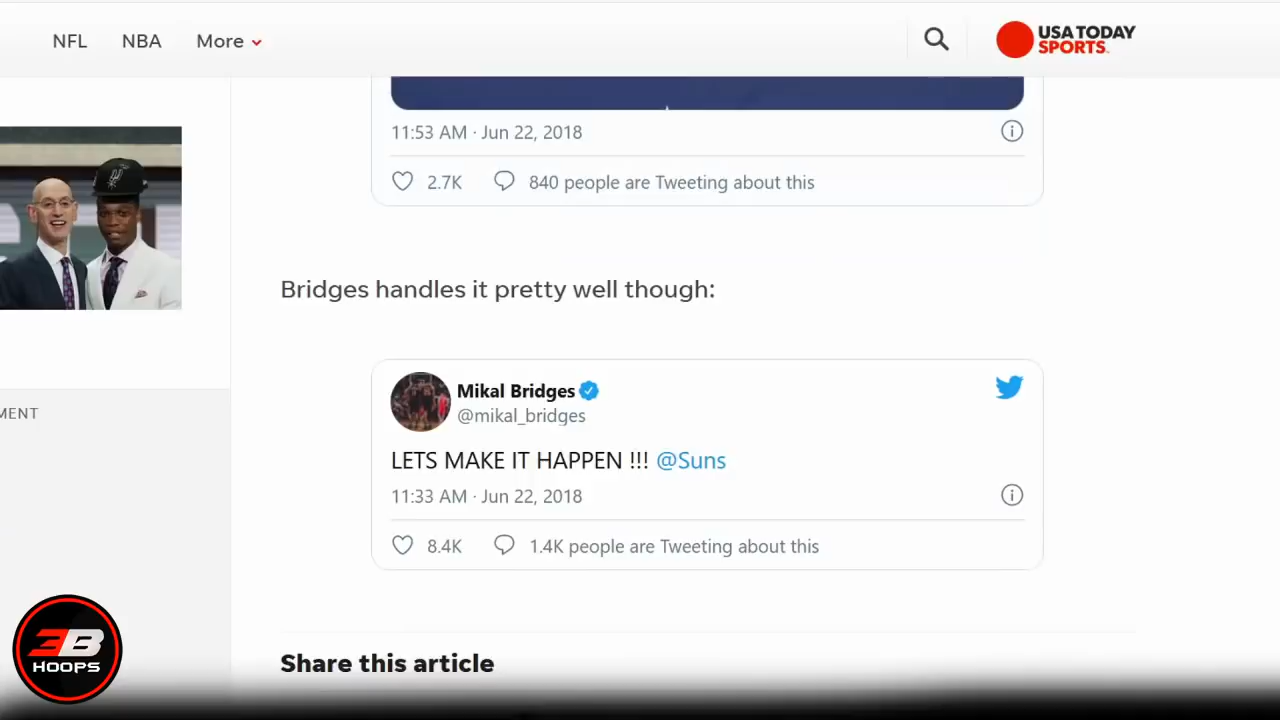 NFL NBA More
USA TODAY
SPORTS
11:53 AM · Jun 22, 2018
2.7K 840 people are Tweeting about this
Bridges handles it pretty well though:
Mikal Bridges
@mikal_bridges
MENT
LETS MAKE IT HAPPEN !!! @Suns
11:33 AM · Jun 22, 2018
8.4K 1.4K people are Tweeting about this
3B
HOOPS
Share this article